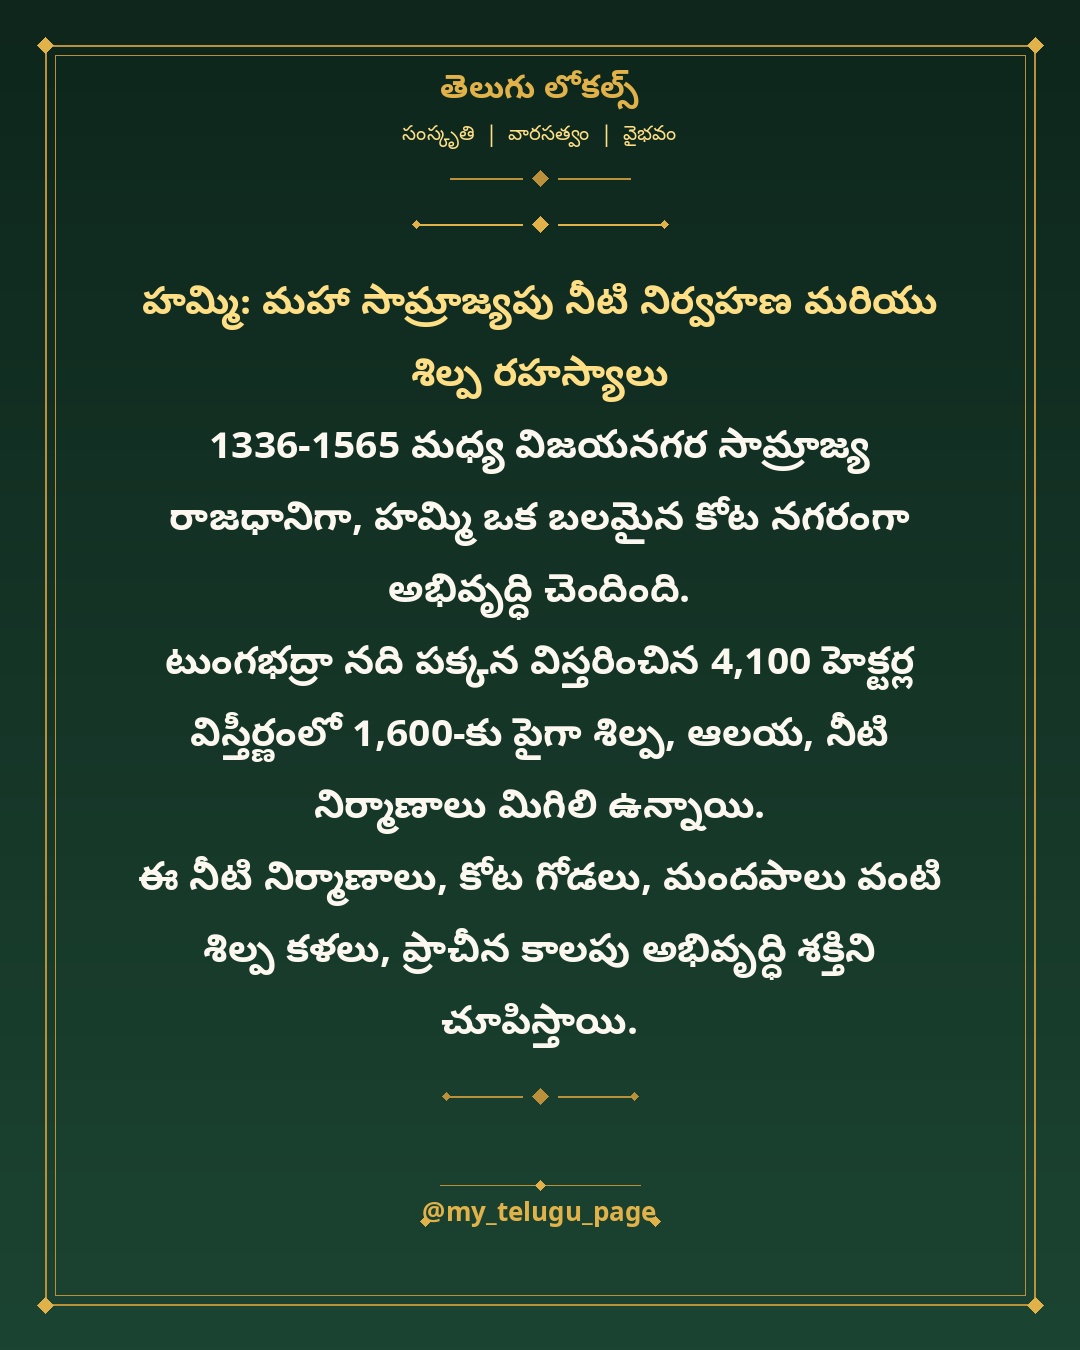 తెలుగు లోకల్స్
సంస్కృతి | వారసత్వం | వైభవం
హమ్మి: మహా సామ్రాజ్యపు నీటి నిర్వహణ మరియు
శిల్ప రహస్యాలు
1336-1565 మధ్య విజయనగర సామ్రాజ్య
రాజధానిగా, హమ్మి ఒక బలమైన కోట నగరంగా
అభివృద్ధి చెందింది.
టుంగభద్రా నది పక్కన విస్తరించిన 4,100 హెక్టర్ల
విస్తీర్ణంలో 1,600-కు పైగా శిల్ప, ఆలయ, నీటి
నిర్మాణాలు మిగిలి ఉన్నాయి.
ఈ నీటి నిర్మాణాలు, కోట గోడలు, మందపాలు వంటి
శిల్ప కళలు, ప్రాచీన కాలపు అభివృద్ధి శక్తిని
చూపిస్తాయి.
@my_telugu_page